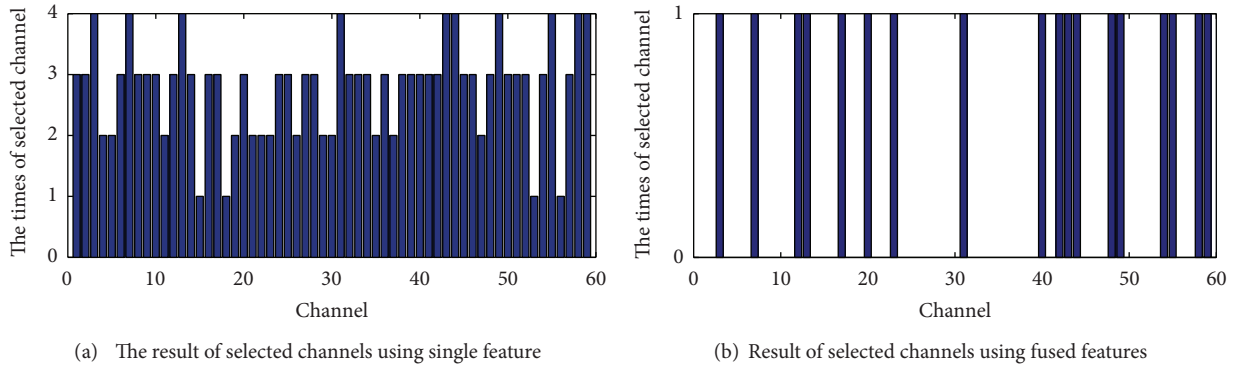 The times of selected channel
4
3
2
1
0
0 10 20 30 40 50 60
Channel
(a) The result of selected channels using single feature
The times of selected channel
1
0
0 10 20 30 40 50 60
Channel
(b) Result of selected channels using fused features